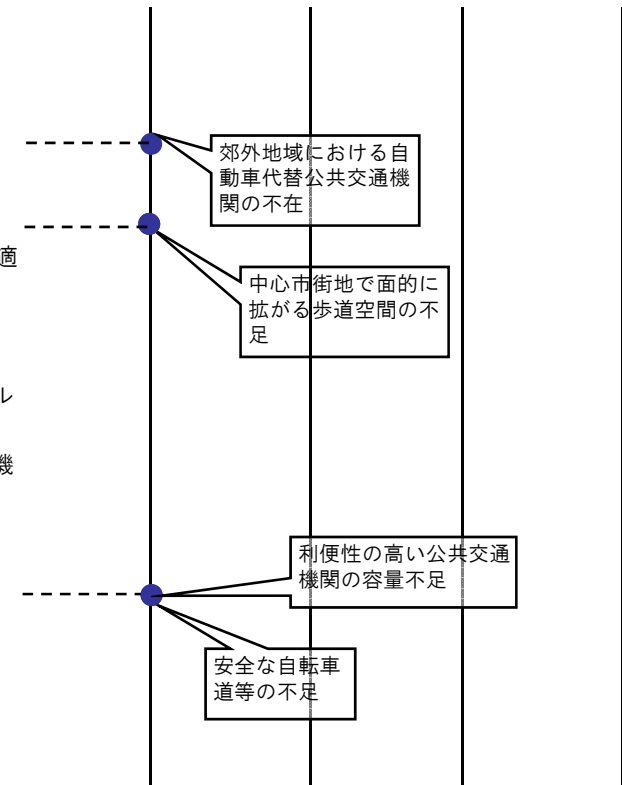 郊外地域における自
動車代替公共交通機
関の不在
適
中心市街地で面的に
拡がる歩道空間の不
足
ル
機
利便性の高い公共交通
機関の容量不足
安全な自転車
道等の不足